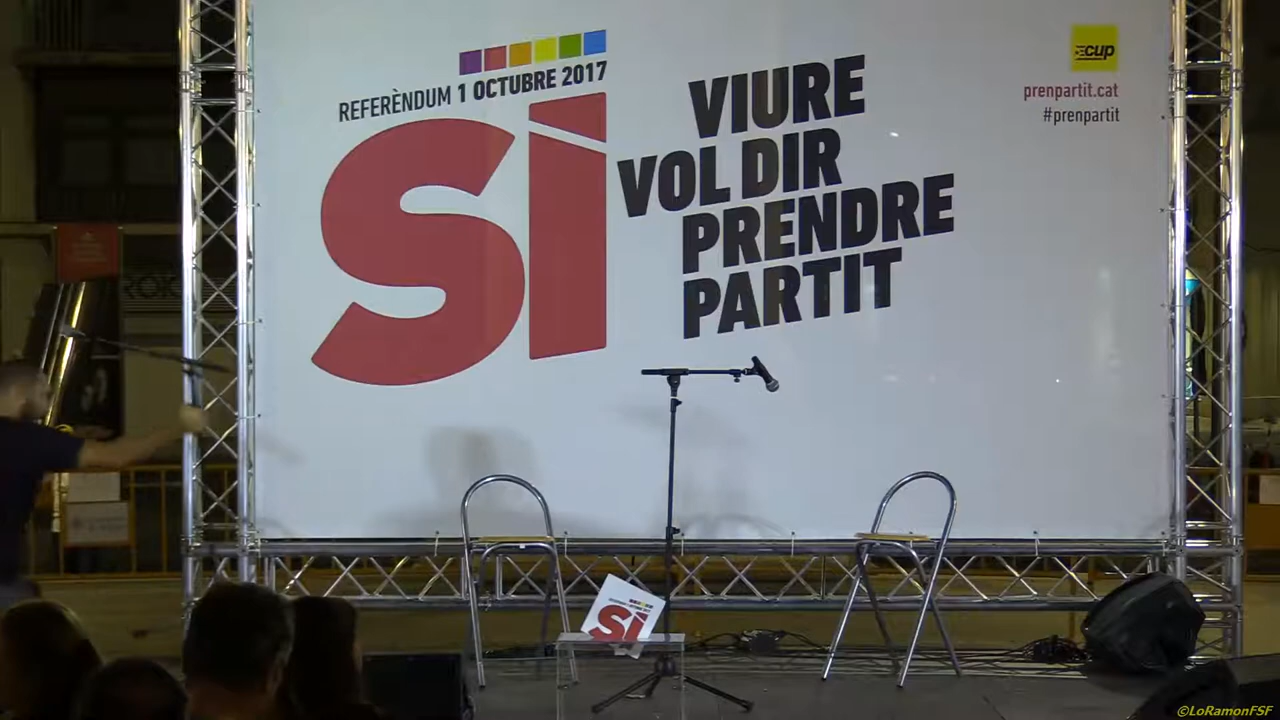 REFERÈNDUM 1 OCTUBRE 2017
SÍ
VIURE
VOL DIR
PRENDRE
PARTIT
cup
prenpartit.cat
#prenpartit
SÍ
©LoRamonFSF